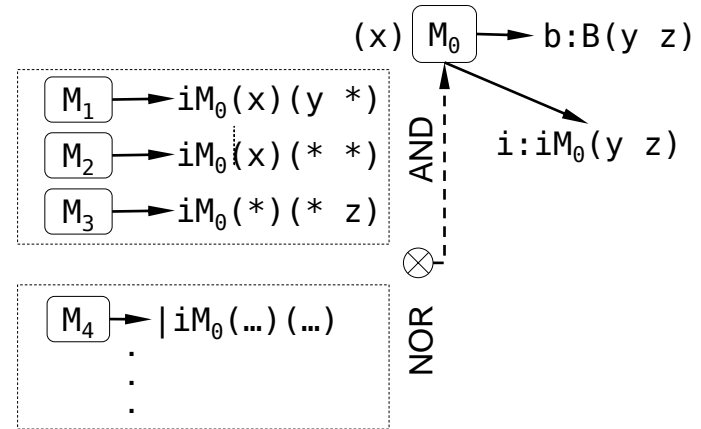 (x) M₀ b:B(y z)
M₁ iM₀(x)(y *)
M₂ iM₀(x)(* *)
M₃ iM₀(*)(* z)
AND
i:iM₀(y z)
NOR
M₄ |iM₀(…)(…)
.
.
.